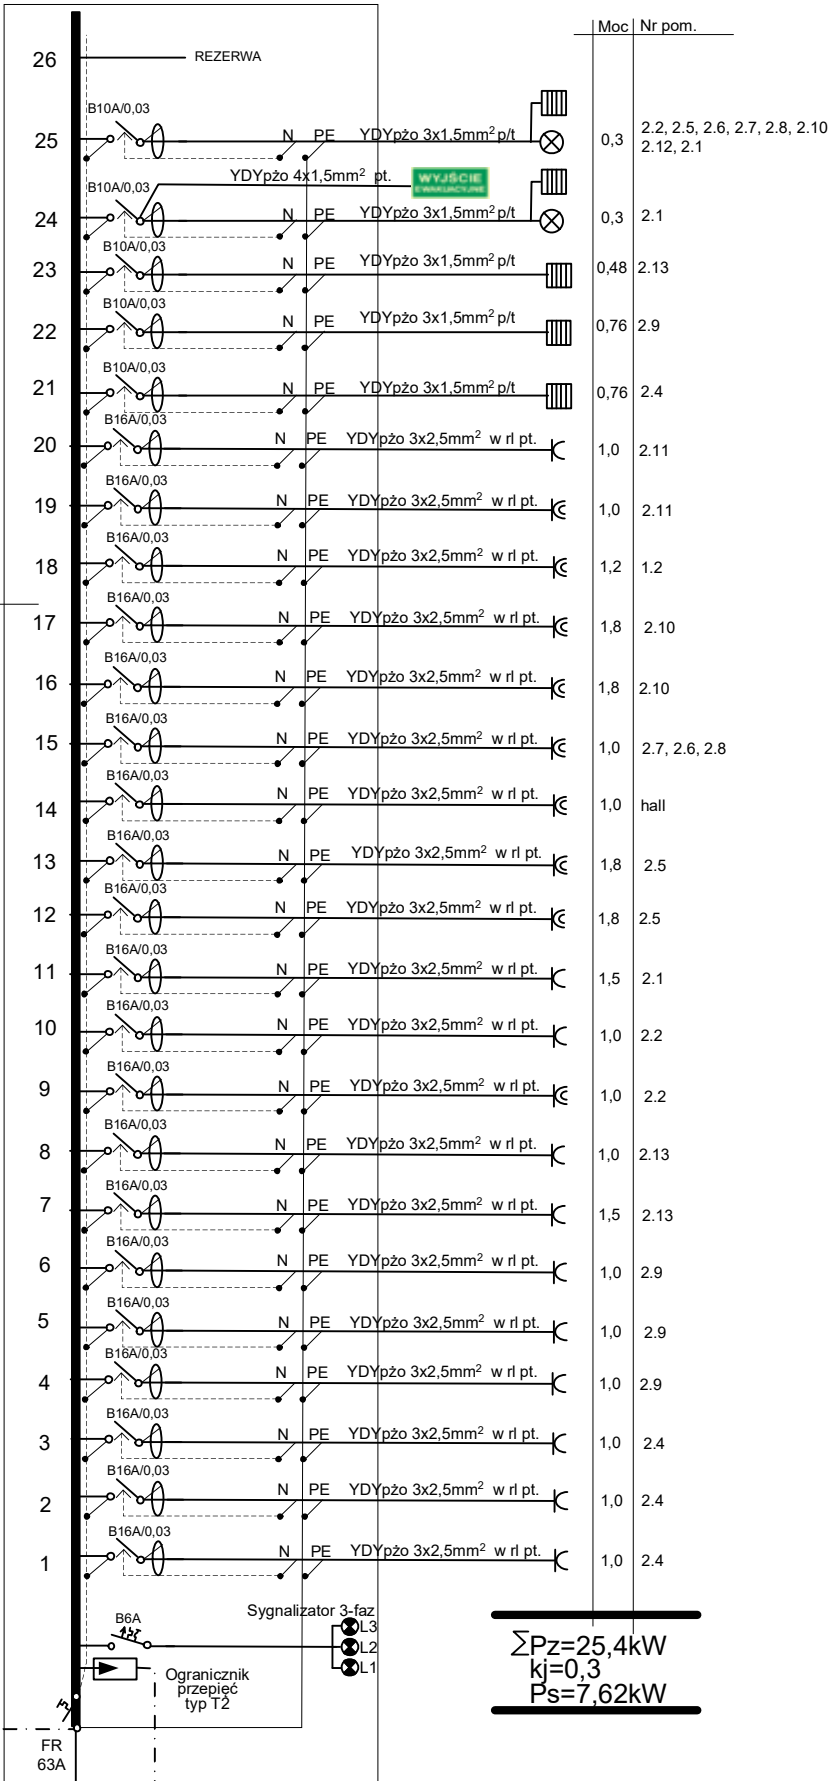 Moc Nr pom.
26 REZERWA
B10A/0,03
25 N PE YDYpżo 3x1,5mm² p/t 0,3 2.2, 2.5, 2.6, 2.7, 2.8, 2.10
2.12, 2.1
YDYpżo 4x1,5mm² pt. WYJŚCIE
EWAKUACYJNE
B10A/0,03
24 N PE YDYpżo 3x1,5mm² p/t 0,3 2.1
B10A/0,03
23 N PE YDYpżo 3x1,5mm² p/t 0,48 2.13
B10A/0,03
22 N PE YDYpżo 3x1,5mm² p/t 0,76 2.9
B10A/0,03
21 N PE YDYpżo 3x1,5mm² p/t 0,76 2.4
B16A/0,03
20 N PE YDYpżo 3x2,5mm² w rl pt. 1,0 2.11
B16A/0,03
19 N PE YDYpżo 3x2,5mm² w rl pt. 1,0 2.11
B16A/0,03
18 N PE YDYpżo 3x2,5mm² w rl pt. 1,2 1.2
B16A/0,03
17 N PE YDYpżo 3x2,5mm² w rl pt. 1,8 2.10
B16A/0,03
16 N PE YDYpżo 3x2,5mm² w rl pt. 1,8 2.10
B16A/0,03
15 N PE YDYpżo 3x2,5mm² w rl pt. 1,0 2.7, 2.6, 2.8
B16A/0,03
14 N PE YDYpżo 3x2,5mm² w rl pt. 1,0 hall
B16A/0,03
13 N PE YDYpżo 3x2,5mm² w rl pt. 1,8 2.5
B16A/0,03
12 N PE YDYpżo 3x2,5mm² w rl pt. 1,8 2.5
B16A/0,03
11 N PE YDYpżo 3x2,5mm² w rl pt. 1,5 2.1
B16A/0,03
10 N PE YDYpżo 3x2,5mm² w rl pt. 1,0 2.2
B16A/0,03
9 N PE YDYpżo 3x2,5mm² w rl pt. 1,0 2.2
B16A/0,03
8 N PE YDYpżo 3x2,5mm² w rl pt. 1,0 2.13
B16A/0,03
7 N PE YDYpżo 3x2,5mm² w rl pt. 1,5 2.13
B16A/0,03
6 N PE YDYpżo 3x2,5mm² w rl pt. 1,0 2.9
B16A/0,03
5 N PE YDYpżo 3x2,5mm² w rl pt. 1,0 2.9
B16A/0,03
4 N PE YDYpżo 3x2,5mm² w rl pt. 1,0 2.9
B16A/0,03
3 N PE YDYpżo 3x2,5mm² w rl pt. 1,0 2.4
B16A/0,03
2 N PE YDYpżo 3x2,5mm² w rl pt. 1,0 2.4
B16A/0,03
1 N PE YDYpżo 3x2,5mm² w rl pt. 1,0 2.4
B6A Sygnalizator 3-faz
L3
L2
L1
Ogranicznik
przepięć
typ T2
∑Pz=25,4kW
kj=0,3
Ps=7,62kW
FR
63A